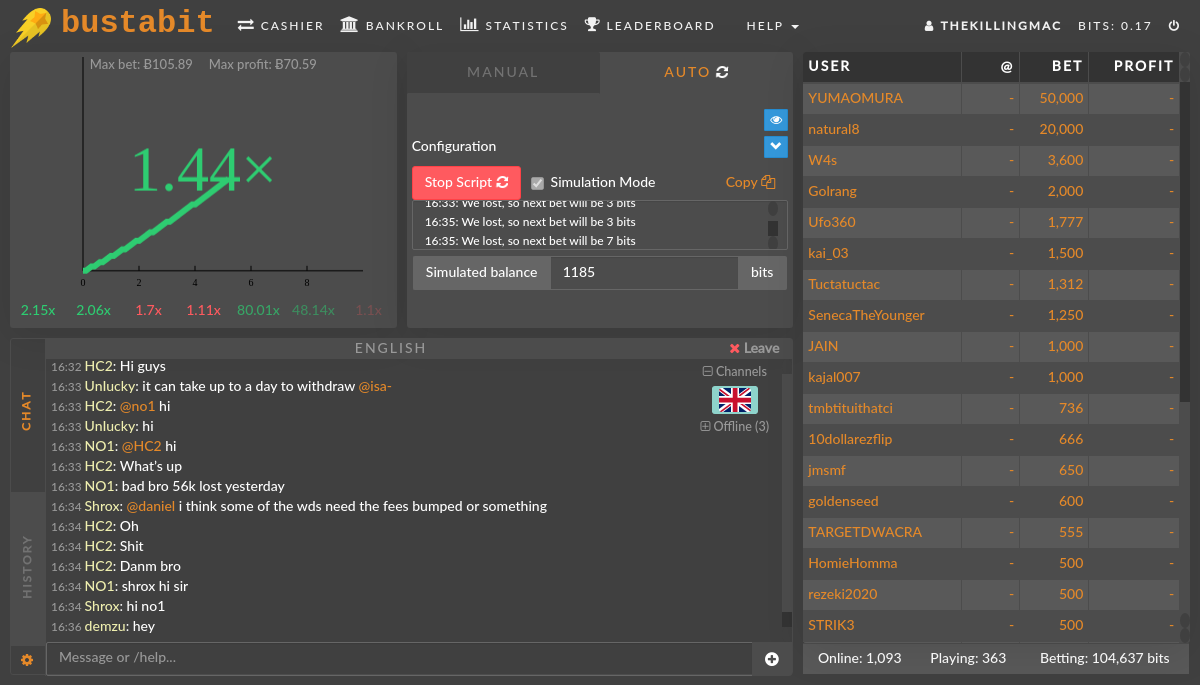 bustabit
CASHIER BANKROLL STATISTICS LEADERBOARD HELP
THEKILLINGMAC BITS: 0.17
Max bet: Ƀ105.89 Max profit: Ƀ70.59
1.44×
0 2 4 6 8
2.15x 2.06x 1.7x 1.11x 80.01x 48.14x 1.1x
MANUAL AUTO
Configuration
Stop Script Simulation Mode Copy
16:33: We lost, so next bet will be 3 bits
16:35: We lost, so next bet will be 3 bits
16:35: We lost, so next bet will be 7 bits
Simulated balance 1185 bits
CHAT
HISTORY
ENGLISH Leave
Channels
Offline (3)
16:32 HC2: Hi guys
16:33 Unlucky: it can take up to a day to withdraw @isa-
16:33 HC2: @no1 hi
16:33 Unlucky: hi
16:33 NO1: @HC2 hi
16:33 HC2: What's up
16:33 NO1: bad bro 56k lost yesterday
16:34 Shrox: @daniel i think some of the wds need the fees bumped or something
16:34 HC2: Oh
16:34 HC2: Shit
16:34 HC2: Danm bro
16:34 NO1: shrox hi sir
16:34 Shrox: hi no1
16:36 demzu: hey
Message or /help...
USER @ BET PROFIT
YUMAOMURA - 50,000 -
natural8 - 20,000 -
W4s - 3,600 -
Golrang - 2,000 -
Ufo360 - 1,777 -
kai_03 - 1,500 -
Tuctatuctac - 1,312 -
SenecaTheYounger - 1,250 -
JAIN - 1,000 -
kajal007 - 1,000 -
tmbtituithatci - 736 -
10dollarezflip - 666 -
jmsmf - 650 -
goldenseed - 600 -
TARGETDWACRA - 555 -
HomieHomma - 500 -
rezeki2020 - 500 -
STRIK3 - 500 -
Online: 1,093 Playing: 363 Betting: 104,637 bits